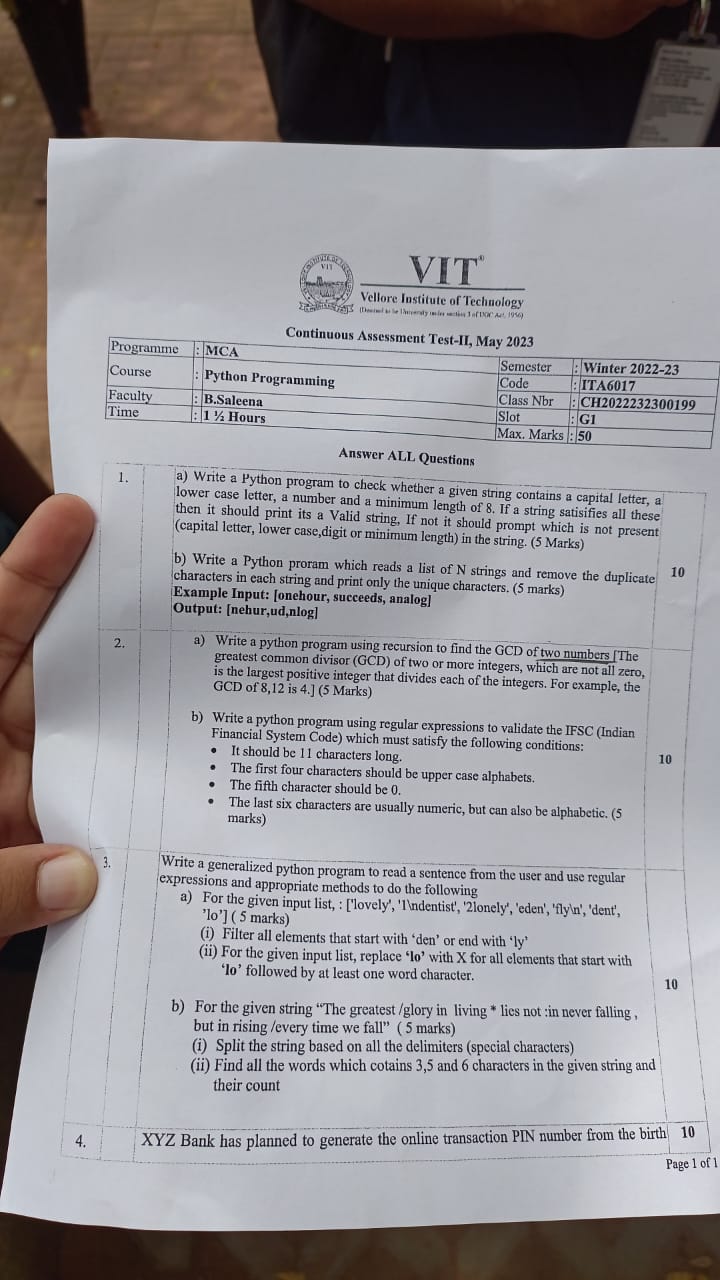 VIT®
Vellore Institute of Technology
(Deemed to be University under section 3 of UGC Act, 1956)
Continuous Assessment Test-II, May 2023
Programme : MCA
Semester : Winter 2022-23
Course : Python Programming
Code : ITA6017
Faculty : B.Saleena
Class Nbr : CH2022232300199
Time : 1 ½ Hours
Slot : G1
Max. Marks : 50
Answer ALL Questions
1. a) Write a Python program to check whether a given string contains a capital letter, a
lower case letter, a number and a minimum length of 8. If a string satisifies all these
then it should print its a Valid string, If not it should prompt which is not present
(capital letter, lower case,digit or minimum length) in the string. (5 Marks)
b) Write a Python proram which reads a list of N strings and remove the duplicate 10
characters in each string and print only the unique characters. (5 marks)
Example Input: [onehour, succeeds, analog]
Output: [nehur,ud,nlog]
2. a) Write a python program using recursion to find the GCD of two numbers [The
greatest common divisor (GCD) of two or more integers, which are not all zero,
is the largest positive integer that divides each of the integers. For example, the
GCD of 8,12 is 4.] (5 Marks)
b) Write a python program using regular expressions to validate the IFSC (Indian
Financial System Code) which must satisfy the following conditions:
• It should be 11 characters long. 10
• The first four characters should be upper case alphabets.
• The fifth character should be 0.
• The last six characters are usually numeric, but can also be alphabetic. (5
marks)
3. Write a generalized python program to read a sentence from the user and use regular
expressions and appropriate methods to do the following
a) For the given input list, : ['lovely', '1\ndentist', '2lonely', 'eden', 'fly\n', 'dent',
'lo'] ( 5 marks)
(i) Filter all elements that start with ‘den’ or end with ‘ly’
(ii) For the given input list, replace ‘lo’ with X for all elements that start with
‘lo’ followed by at least one word character.
10
b) For the given string “The greatest /glory in living * lies not :in never falling ,
but in rising /every time we fall” ( 5 marks)
(i) Split the string based on all the delimiters (special characters)
(ii) Find all the words which cotains 3,5 and 6 characters in the given string and
their count
4. XYZ Bank has planned to generate the online transaction PIN number from the birth 10
Page 1 of 1